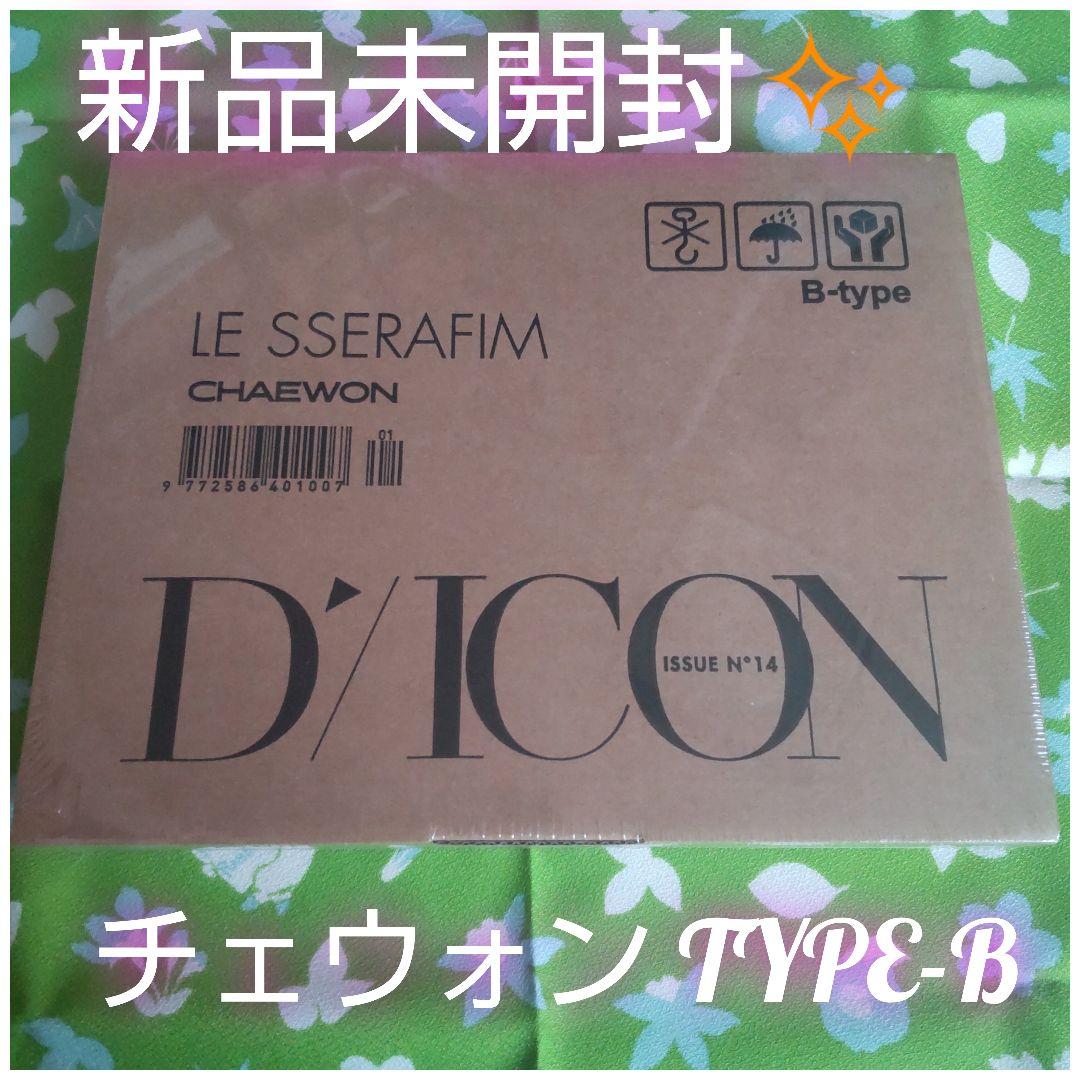 新品未開封✨
B-type
LE SSERAFIM
CHAEWON
01
9 772586 401007
D'/ICON
ISSUE N°14
チェウォン TYPE-B